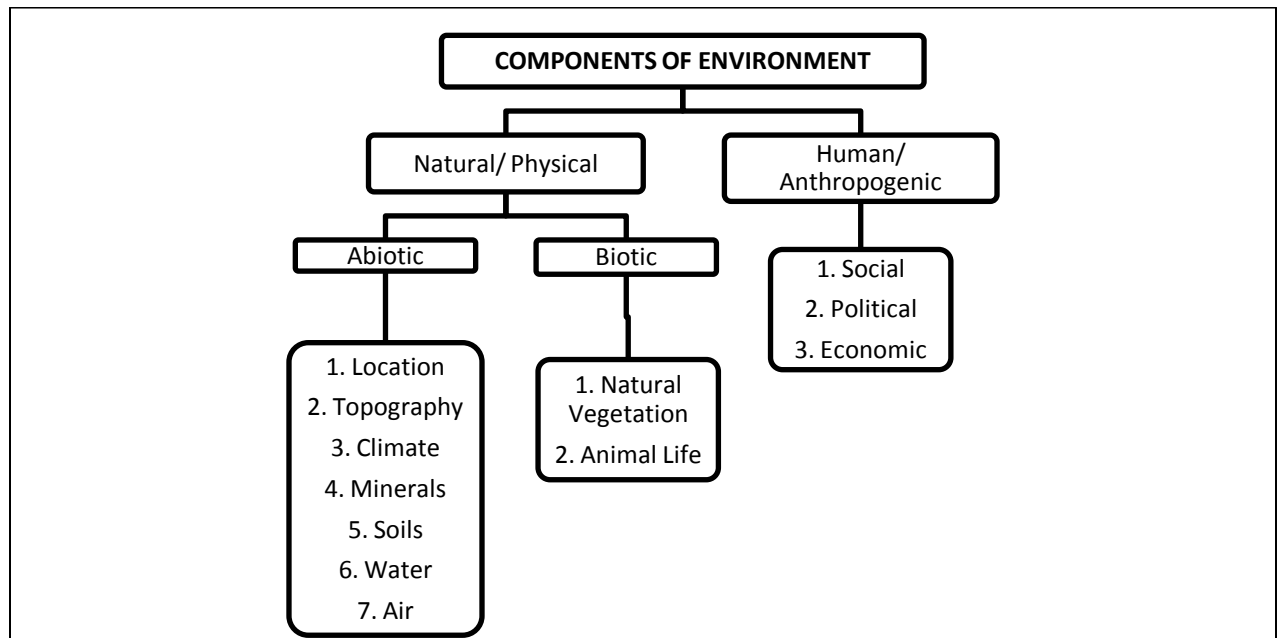 COMPONENTS OF ENVIRONMENT
Natural/ Physical
Human/
Anthropogenic
Abiotic
Biotic
1. Location
2. Topography
3. Climate
4. Minerals
5. Soils
6. Water
7. Air
1. Natural
Vegetation
2. Animal Life
1. Social
2. Political
3. Economic